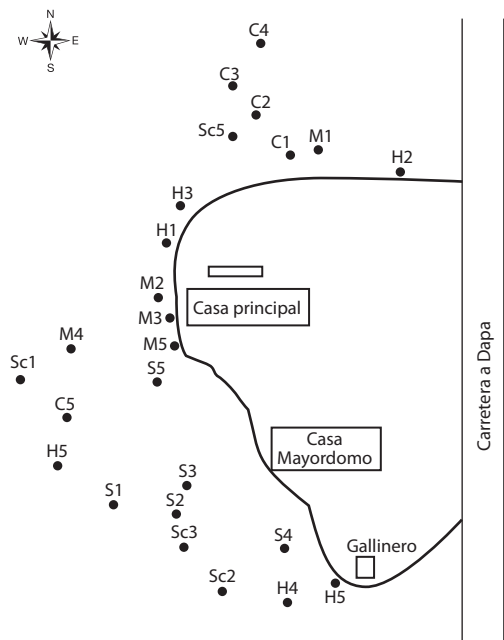 N
W E
S
C4
C3
C2
Sc5
C1
M1
H2
H3
H1
M2
Casa principal
M3
M4
M5
Sc1
S5
C5
Carretera a Dapa
Casa
Mayordomo
H5
S3
S1
S2
Sc3
S4
Gallinero
Sc2
H4
H5